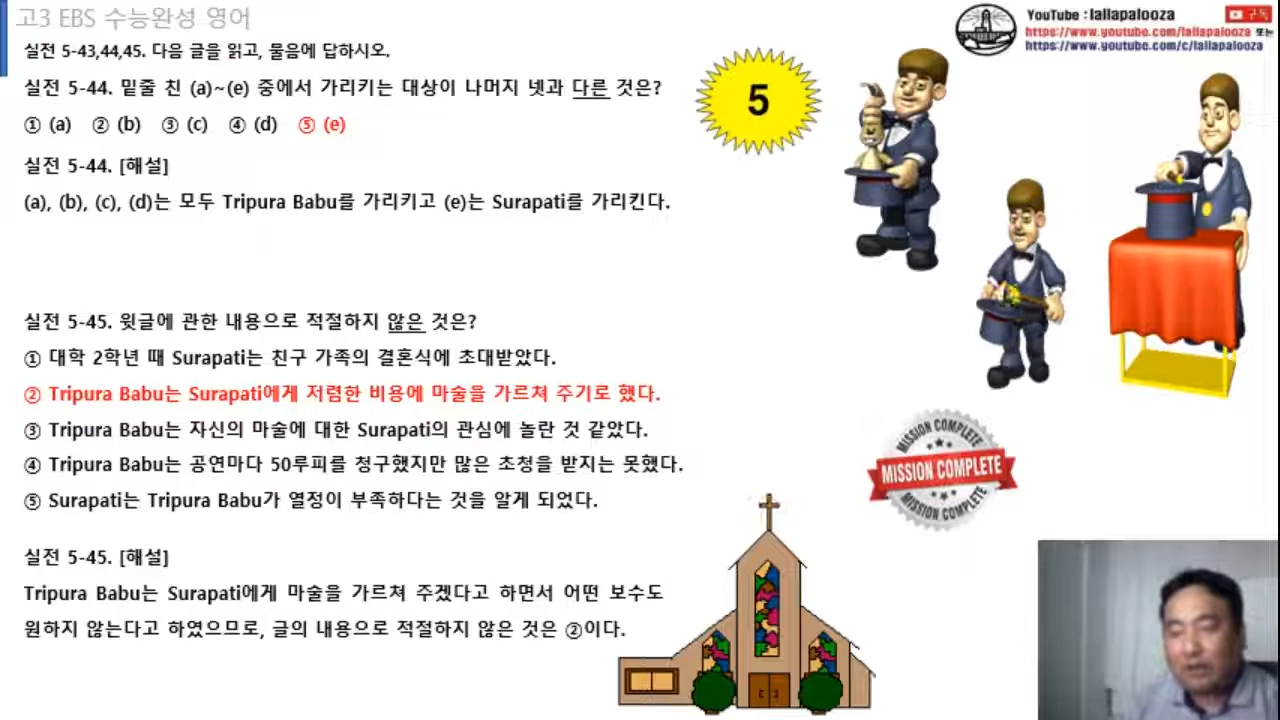 고3 EBS 수능완성 영어
YouTube : lallapalooza
구독
https://www.youtube.com/lallapalooza 또는
https://www.youtube.com/c/lallapalooza
실전 5-43,44,45. 다음 글을 읽고, 물음에 답하시오.
실전 5-44. 밑줄 친 (a)~(e) 중에서 가리키는 대상이 나머지 넷과 다른 것은?
① (a) ② (b) ③ (c) ④ (d) ⑤ (e)
5
실전 5-44. [해설]
(a), (b), (c), (d)는 모두 Tripura Babu를 가리키고 (e)는 Surapati를 가리킨다.
실전 5-45. 윗글에 관한 내용으로 적절하지 않은 것은?
① 대학 2학년 때 Surapati는 친구 가족의 결혼식에 초대받았다.
② Tripura Babu는 Surapati에게 저렴한 비용에 마술을 가르쳐 주기로 했다.
③ Tripura Babu는 자신의 마술에 대한 Surapati의 관심에 놀란 것 같았다.
④ Tripura Babu는 공연마다 50루피를 청구했지만 많은 초청을 받지는 못했다.
⑤ Surapati는 Tripura Babu가 열정이 부족하다는 것을 알게 되었다.
MISSION COMPLETE
MISSION COMPLETE
MISSION COMPLETE
실전 5-45. [해설]
Tripura Babu는 Surapati에게 마술을 가르쳐 주겠다고 하면서 어떤 보수도
원하지 않는다고 하였으므로, 글의 내용으로 적절하지 않은 것은 ②이다.